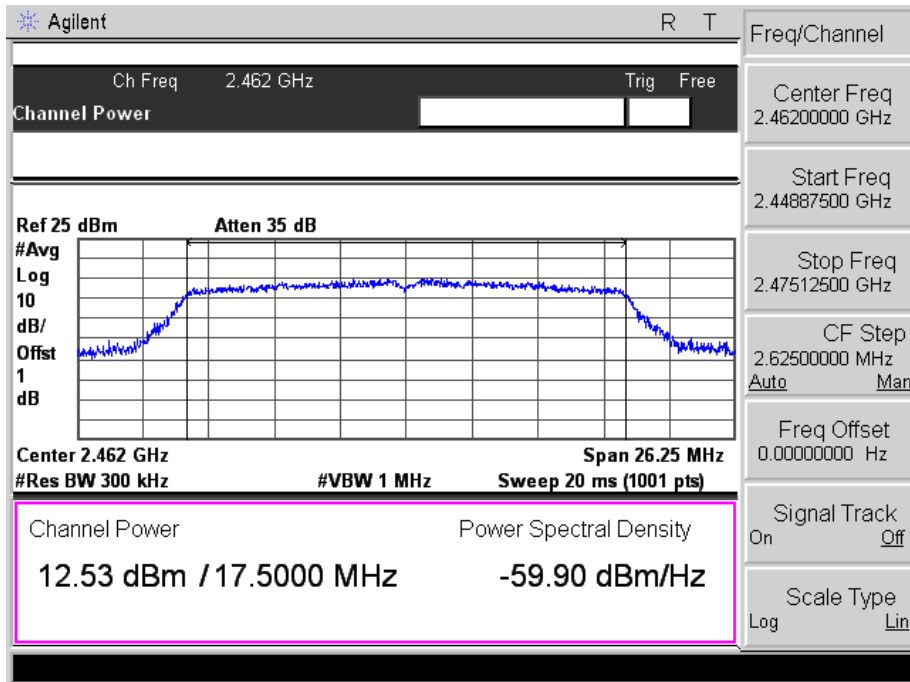 Agilent R T
Ch Freq 2.462 GHz Trig Free
Channel Power
Ref 25 dBm Atten 35 dB
#Avg
Log
10
dB/
Offst
1
dB
Center 2.462 GHz Span 26.25 MHz
#Res BW 300 kHz #VBW 1 MHz Sweep 20 ms (1001 pts)
Channel Power Power Spectral Density
12.53 dBm / 17.5000 MHz -59.90 dBm/Hz
Freq/Channel
Center Freq
2.46200000 GHz
Start Freq
2.44887500 GHz
Stop Freq
2.47512500 GHz
CF Step
2.62500000 MHz
Auto Man
Freq Offset
0.00000000 Hz
Signal Track
On Off
Scale Type
Log Lin